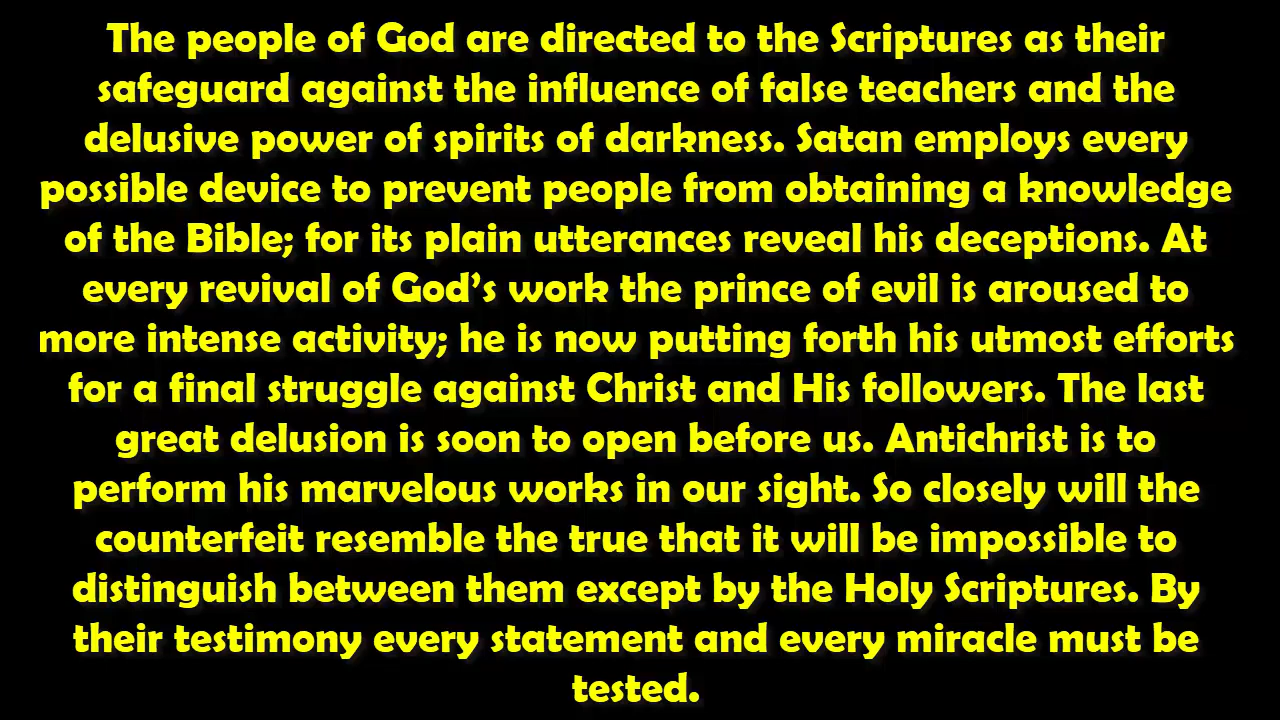 The people of God are directed to the Scriptures as their
safeguard against the influence of false teachers and the
delusive power of spirits of darkness. Satan employs every
possible device to prevent people from obtaining a knowledge
of the Bible; for its plain utterances reveal his deceptions. At
every revival of God’s work the prince of evil is aroused to
more intense activity; he is now putting forth his utmost efforts
for a final struggle against Christ and His followers. The last
great delusion is soon to open before us. Antichrist is to
perform his marvelous works in our sight. So closely will the
counterfeit resemble the true that it will be impossible to
distinguish between them except by the Holy Scriptures. By
their testimony every statement and every miracle must be
tested.